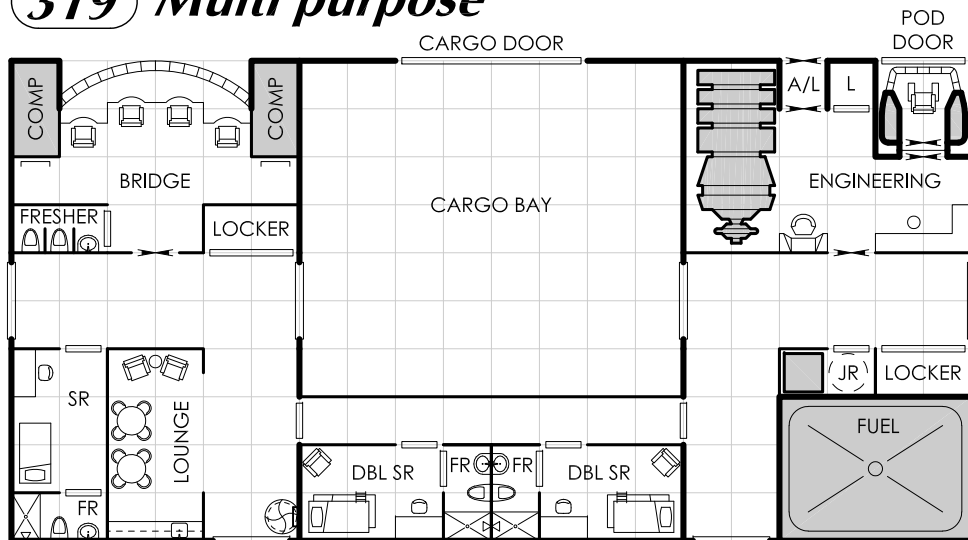 319 Multi purpose
POD
DOOR
CARGO DOOR
COMP
COMP
A/L
L
BRIDGE
ENGINEERING
CARGO BAY
FRESHER
LOCKER
SR
LOUNGE
JR
LOCKER
FUEL
DBL SR
FR
FR
DBL SR
FR